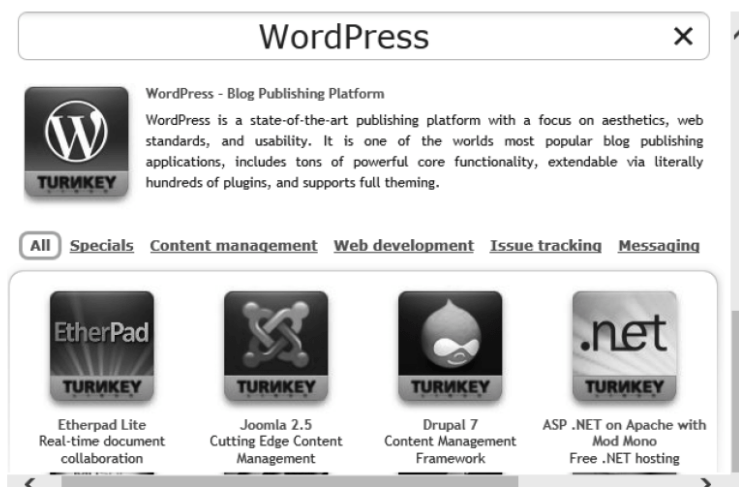 WordPress
WordPress - Blog Publishing Platform
WordPress is a state-of-the-art publishing platform with a focus on aesthetics, web
standards, and usability. It is one of the worlds most popular blog publishing
applications, includes tons of powerful core functionality, extendable via literally
hundreds of plugins, and supports full theming.
TURNKEY
LINUX
All Specials Content management Web development Issue tracking Messaging
EtherPad
.net
TURNKEY TURNKEY TURNKEY TURNKEY
Etherpad Lite
Real-time document
collaboration
Joomla 2.5
Cutting Edge Content
Management
Drupal 7
Content Management
Framework
ASP .NET on Apache with
Mod Mono
Free .NET hosting